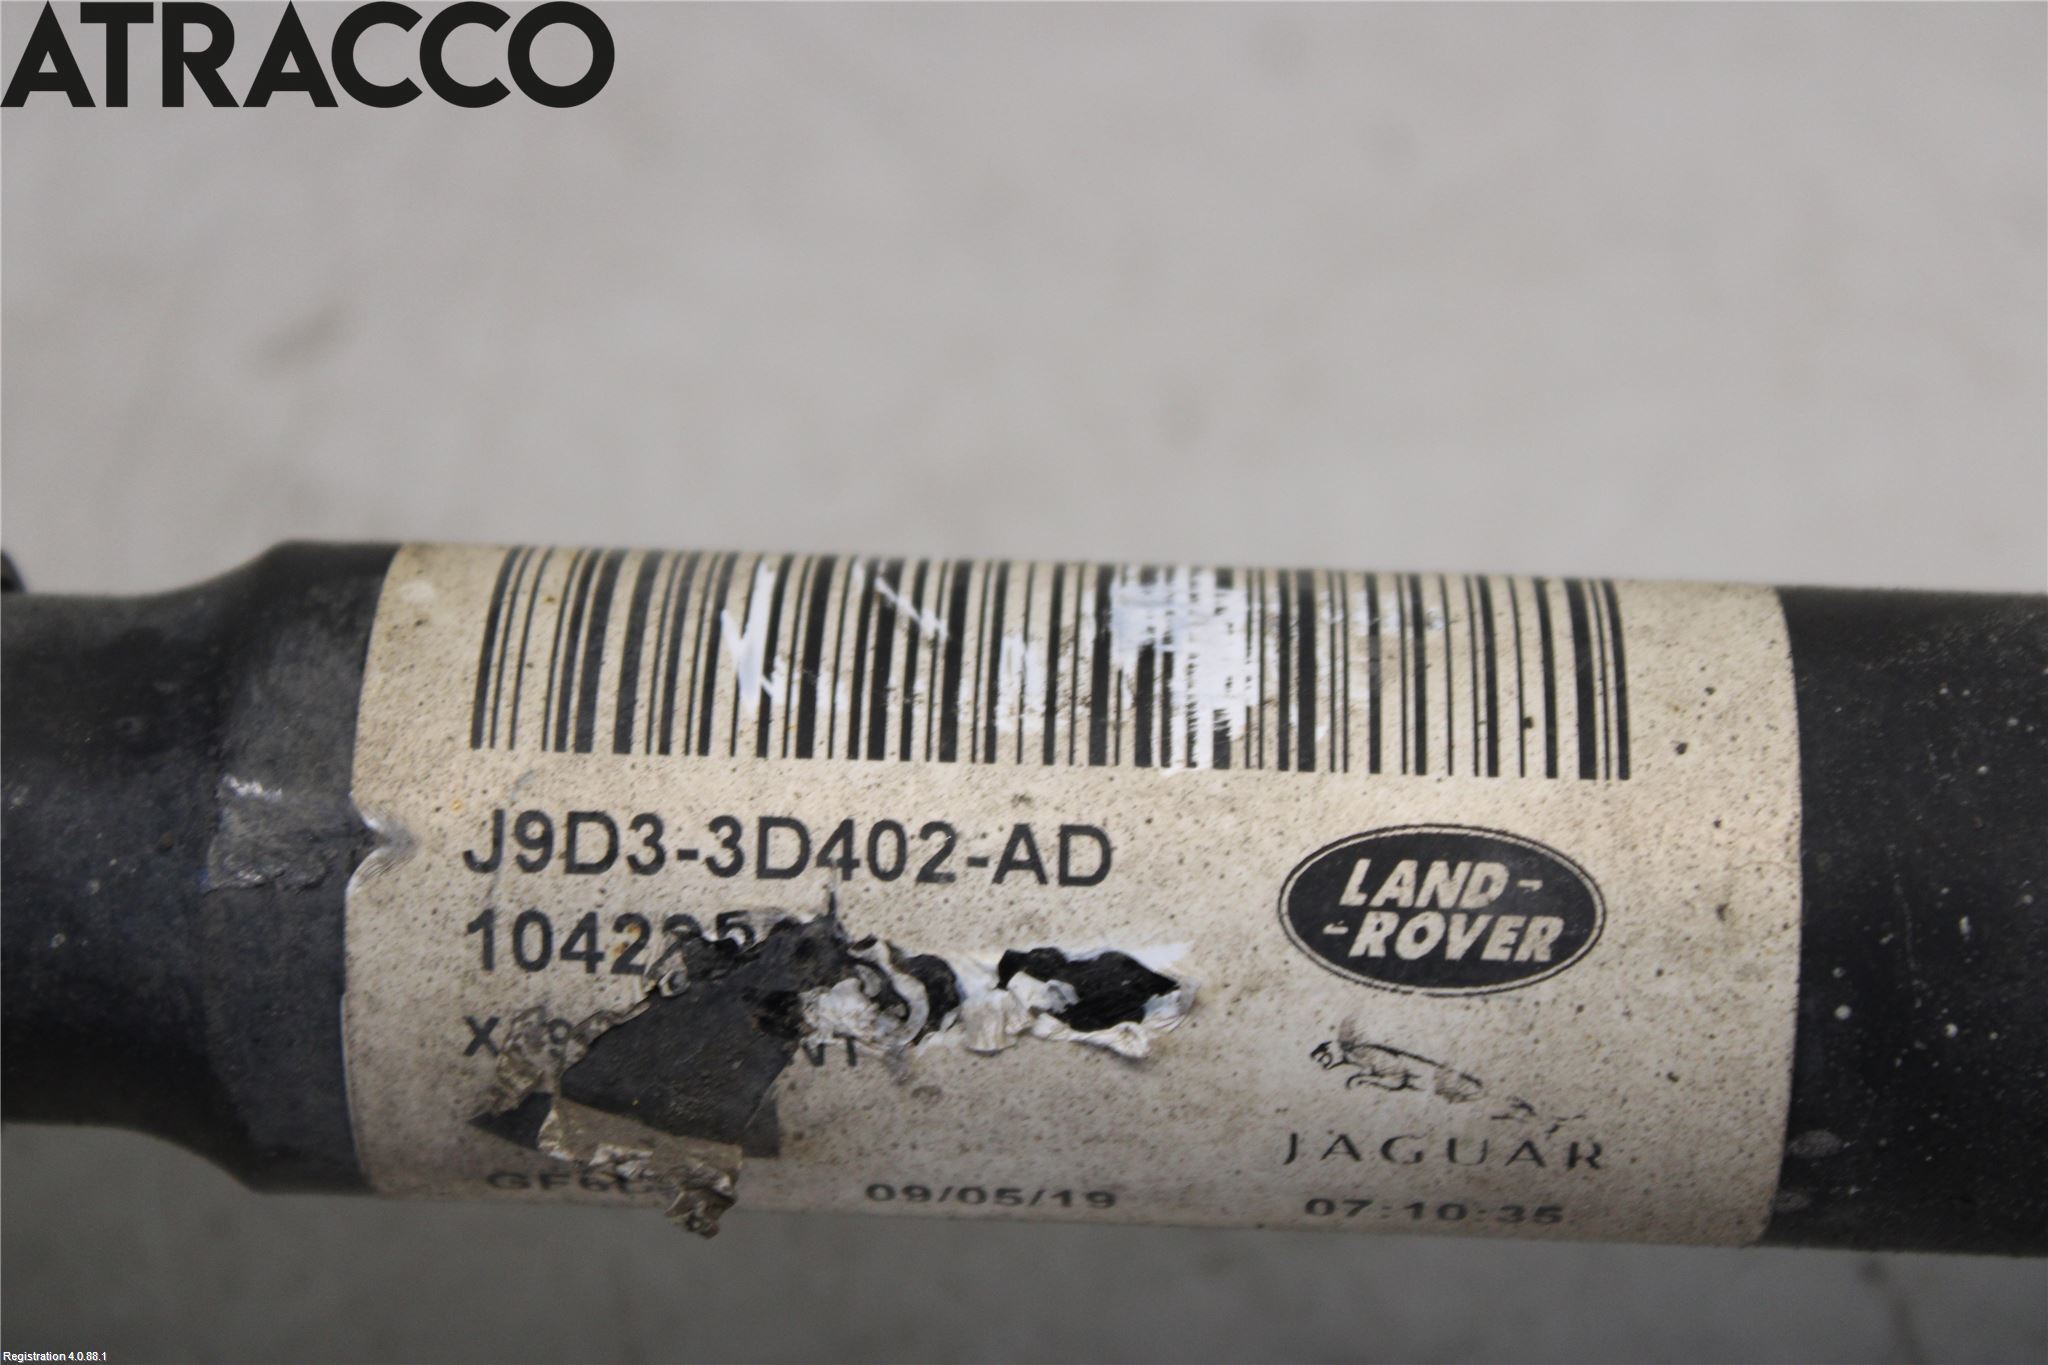 ATRACCO
J9D3-3D402-AD
LAND-
-ROVER
JAGUAR
09/05/19 07:10:35
Registration 4.0.88.1